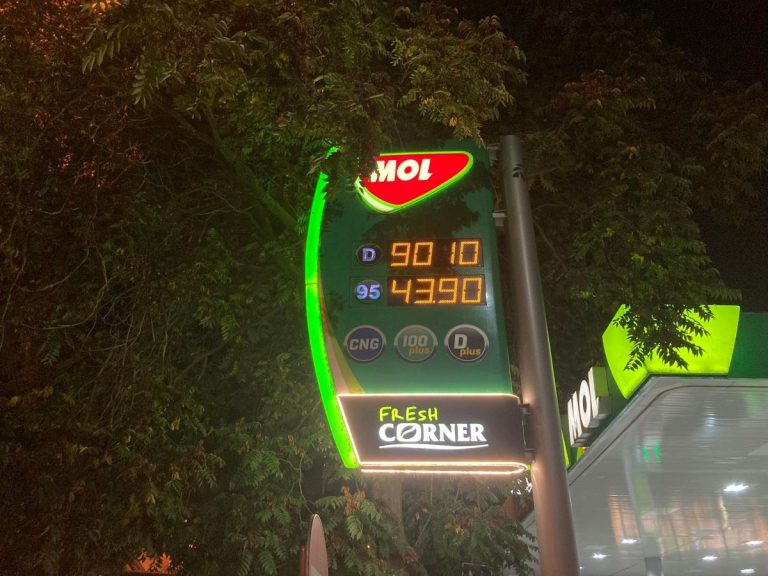 MOL
D 90 10
95 43.90
CNG
100 plus
D plus
FRESH
CORNER
MOL